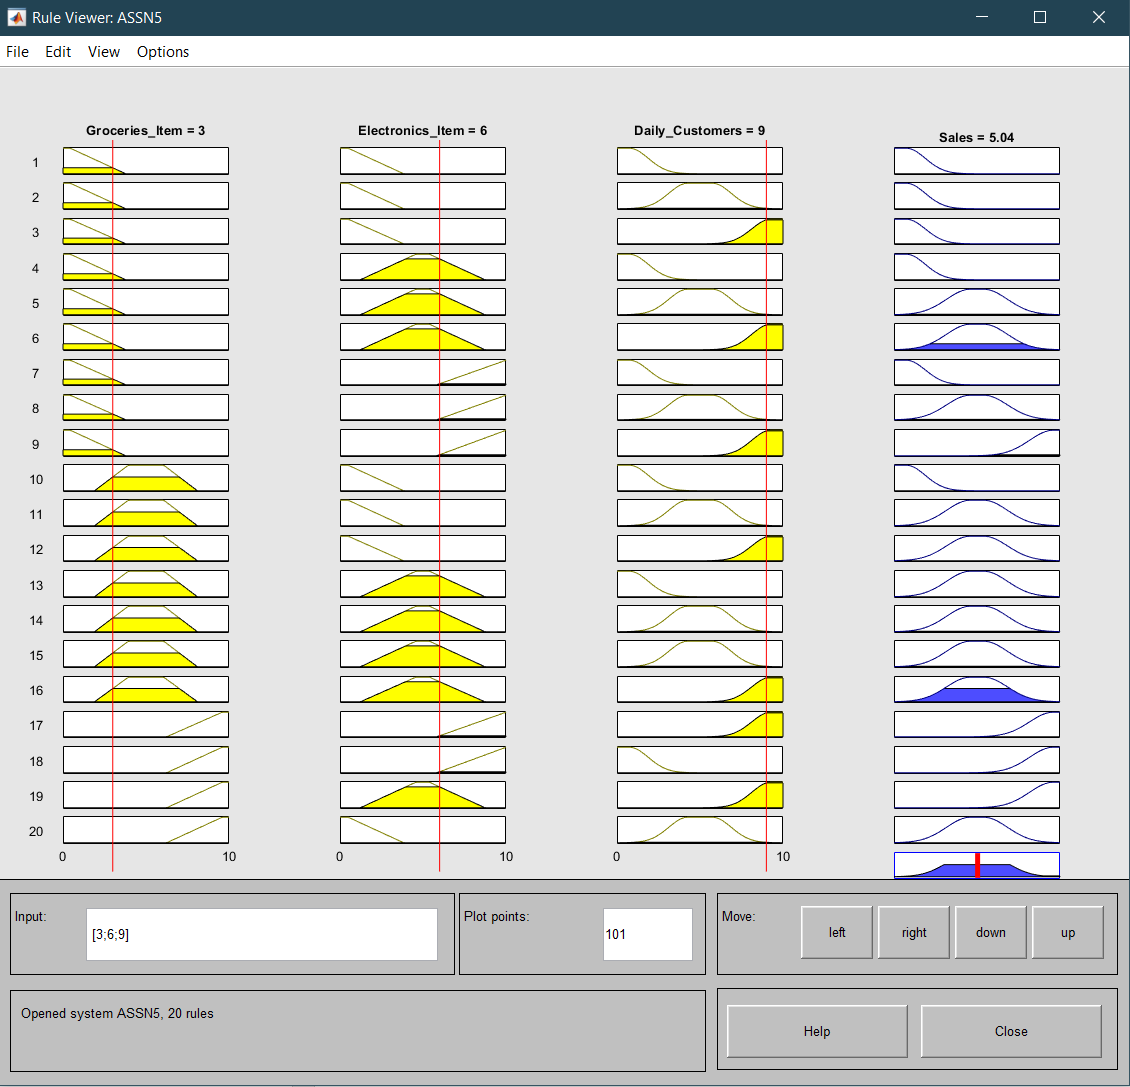 Rule Viewer: ASSN5
File Edit View Options
Groceries_Item = 3
Electronics_Item = 6
Daily_Customers = 9
Sales = 5.04
1
2
3
4
5
6
7
8
9
10
11
12
13
14
15
16
17
18
19
20
0 10 0 10 0 10
Input:
[3;6;9]
Plot points:
101
Move:
left
right
down
up
Opened system ASSN5, 20 rules
Help
Close